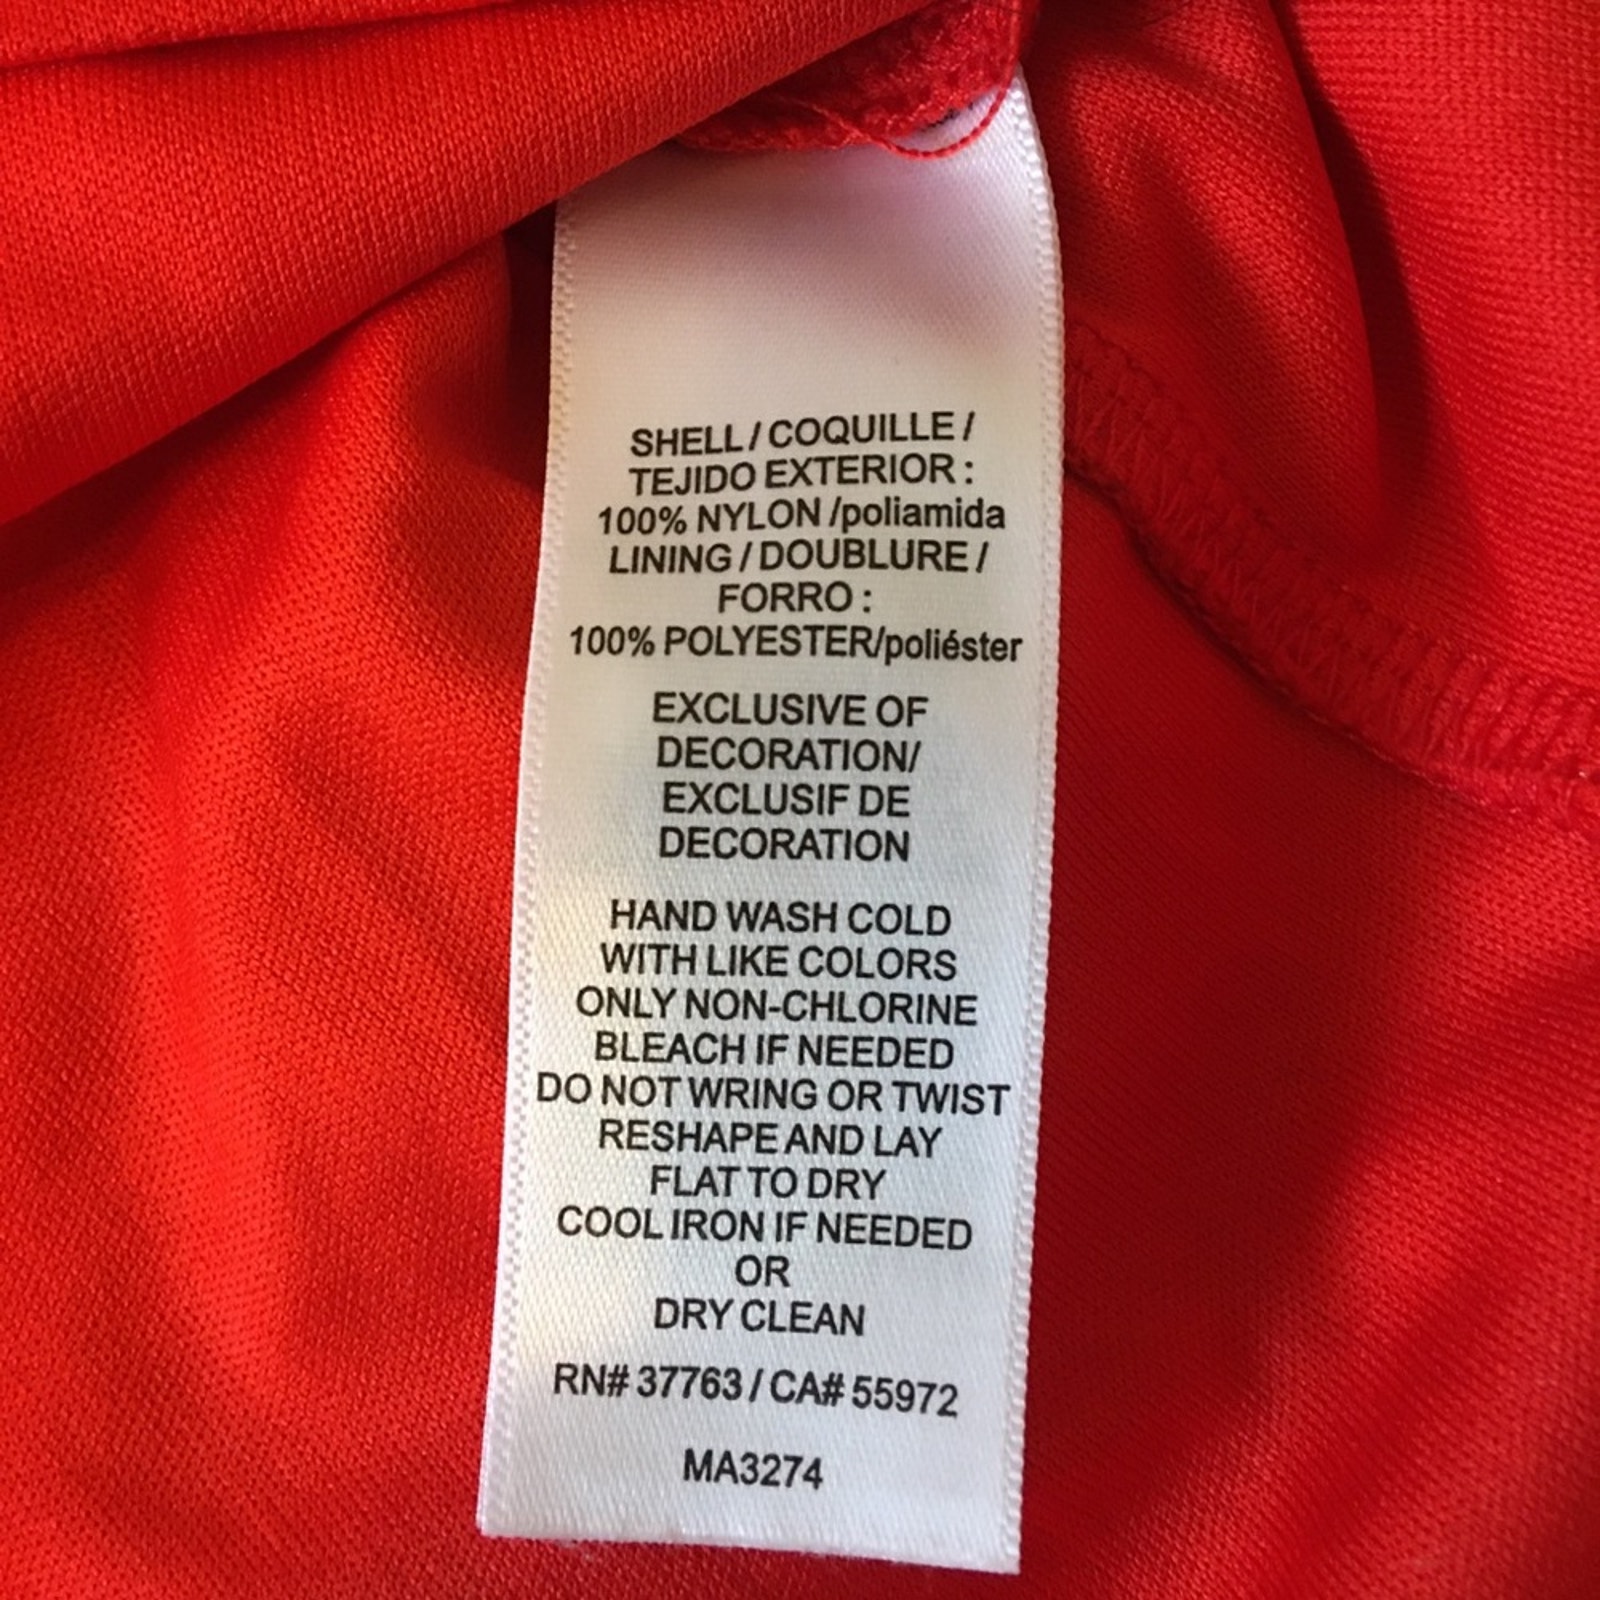 SHELL / COQUILLE /
TEJIDO EXTERIOR :
100% NYLON /poliamida
LINING / DOUBLURE /
FORRO :
100% POLYESTER/poliéster
EXCLUSIVE OF
DECORATION/
EXCLUSIF DE
DECORATION
HAND WASH COLD
WITH LIKE COLORS
ONLY NON-CHLORINE
BLEACH IF NEEDED
DO NOT WRING OR TWIST
RESHAPE AND LAY
FLAT TO DRY
COOL IRON IF NEEDED
OR
DRY CLEAN
RN# 37763 / CA# 55972
MA3274